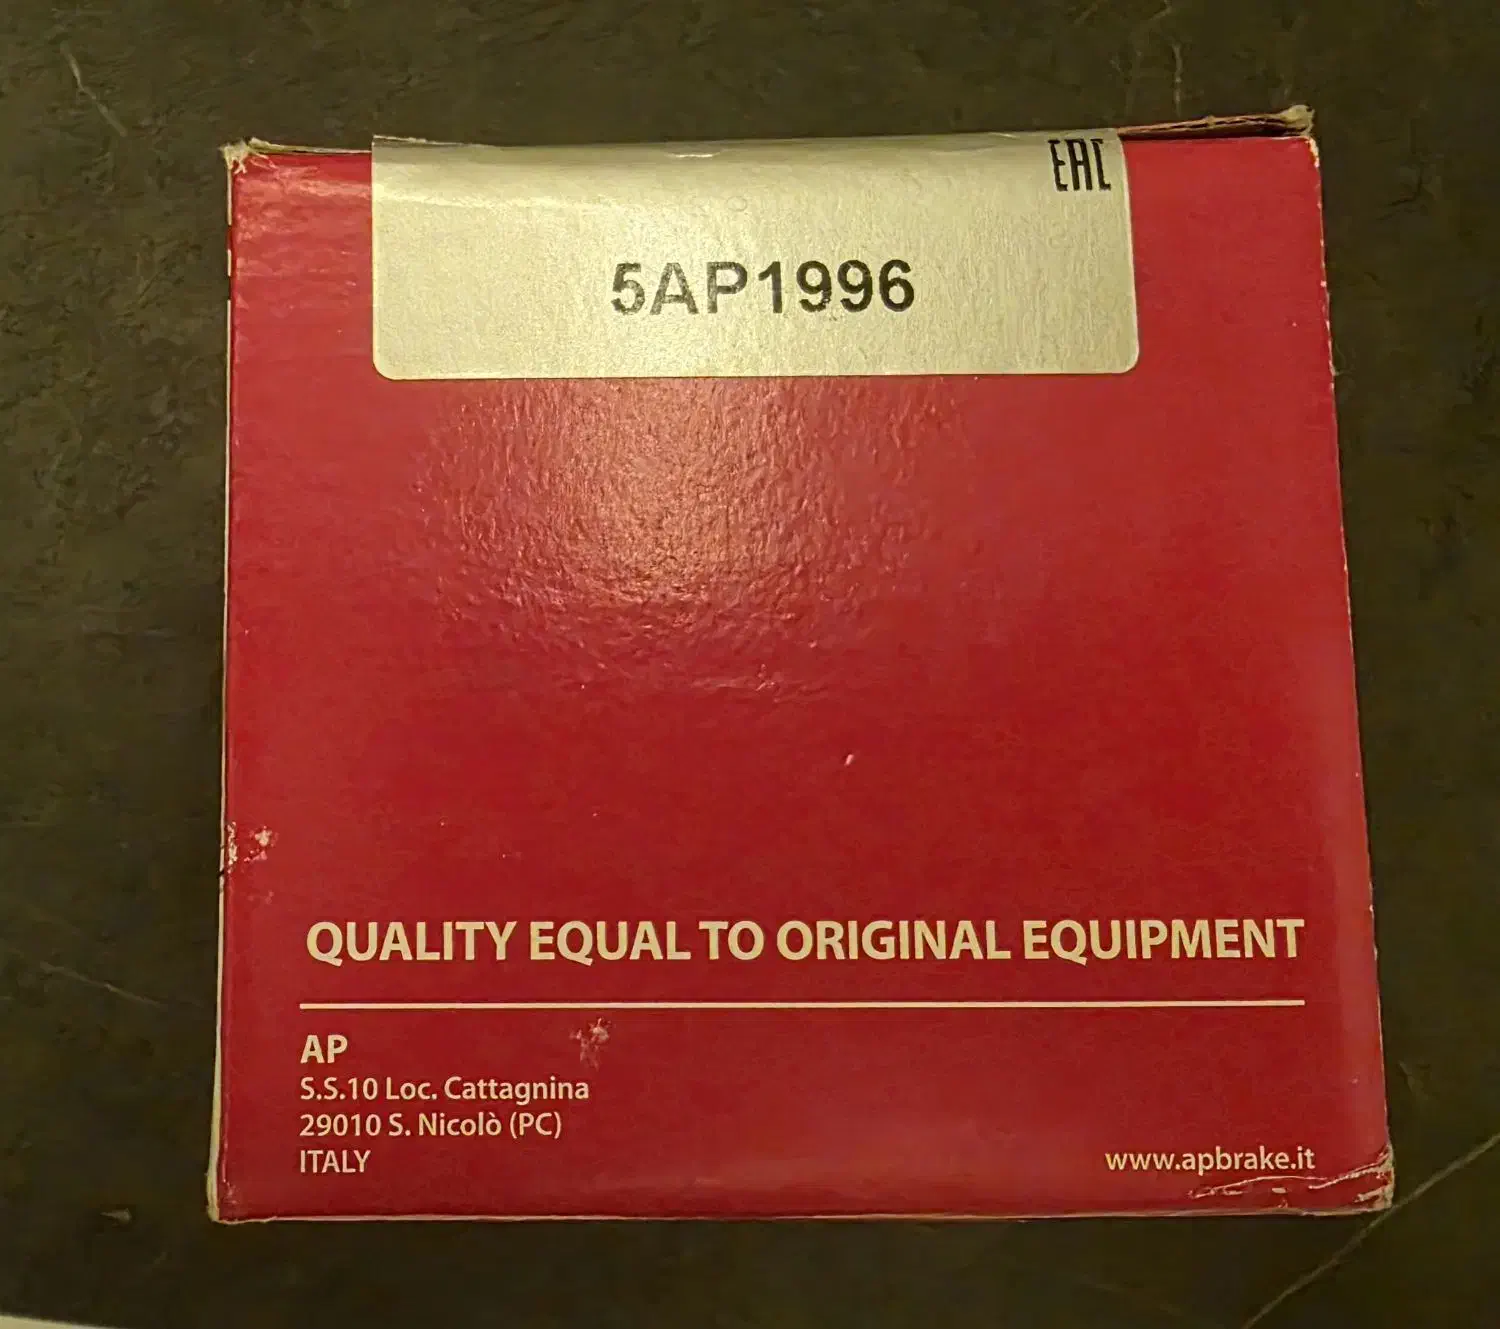 EAC
5AP1996
QUALITY EQUAL TO ORIGINAL EQUIPMENT
AP
S.S.10 Loc. Cattagnina
29010 S. Nicolò (PC)
ITALY
www.apbrake.it